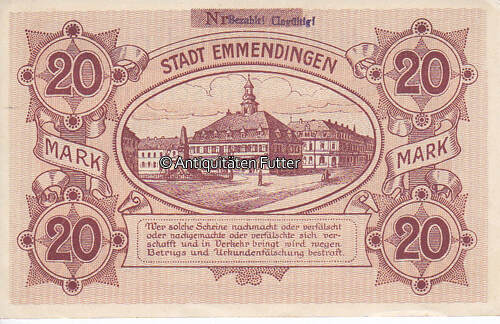 Nr Bezahlt! Ungültig!
STADT EMMENDINGEN
20 20
MARK MARK
© Antiquitäten Futter
20 20
Wer solche Scheine nachmacht oder verfälscht
oder nachgemachte oder verfälschte sich ver-
schafft und in Verkehr bringt wird wegen
Betrugs und Urkundenfälschung bestraft.